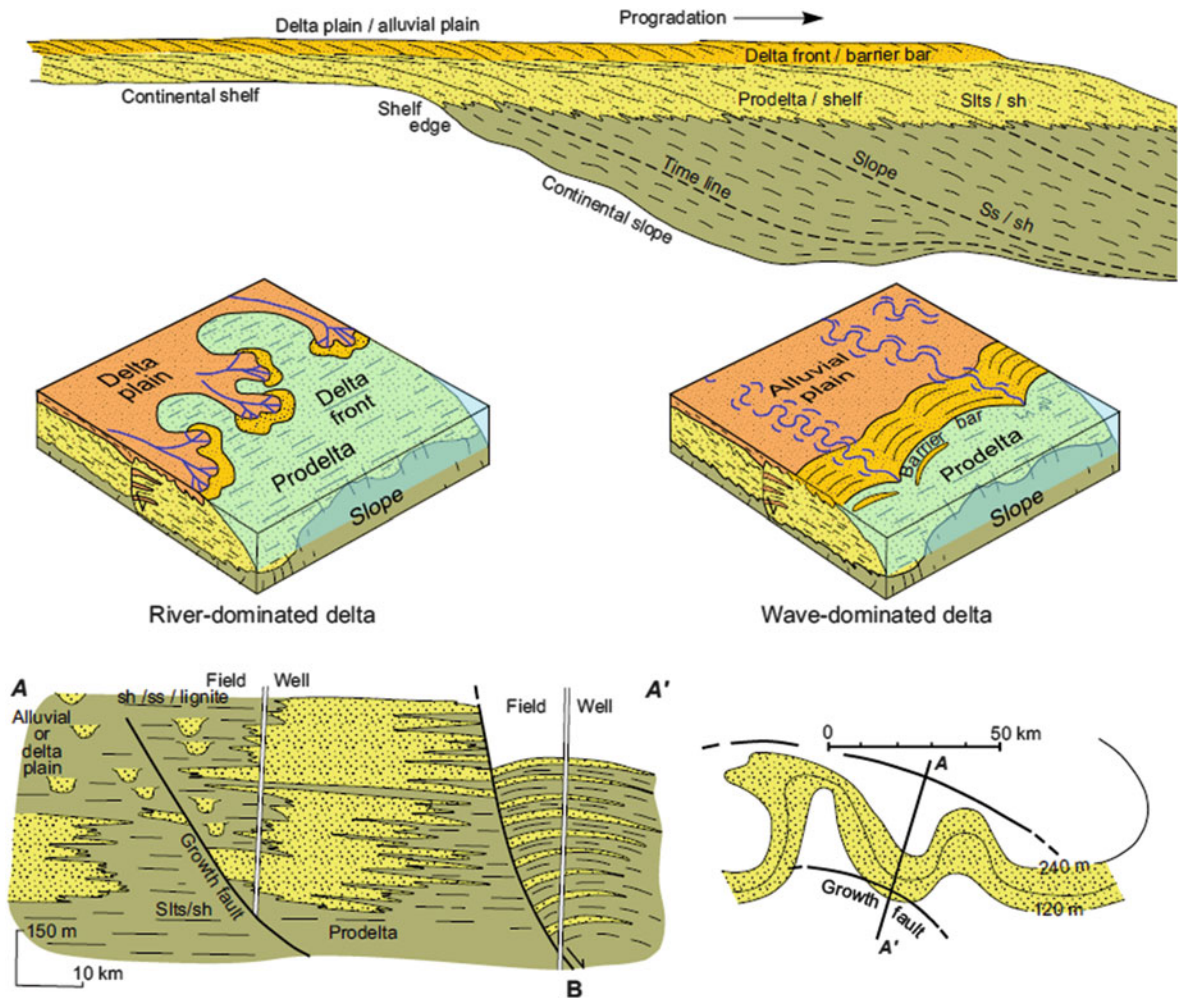 Progradation
Delta plain / alluvial plain
Delta front / barrier bar
Continental shelf
Prodelta / shelf
Slts / sh
Shelf
edge
Time line
Slope
Continental slope
Ss / sh
Delta
plain
Delta
front
Prodelta
Slope
River-dominated delta
Alluvial
plain
Barrier bar
Prodelta
Slope
Wave-dominated delta
A
Field
Well
A'
sh /ss / lignite
Alluvial
or
delta
plain
Field
Well
Growth fault
Slts/sh
Prodelta
150 m
10 km
B
0
50 km
A
240 m
120 m
Growth
fault
A'